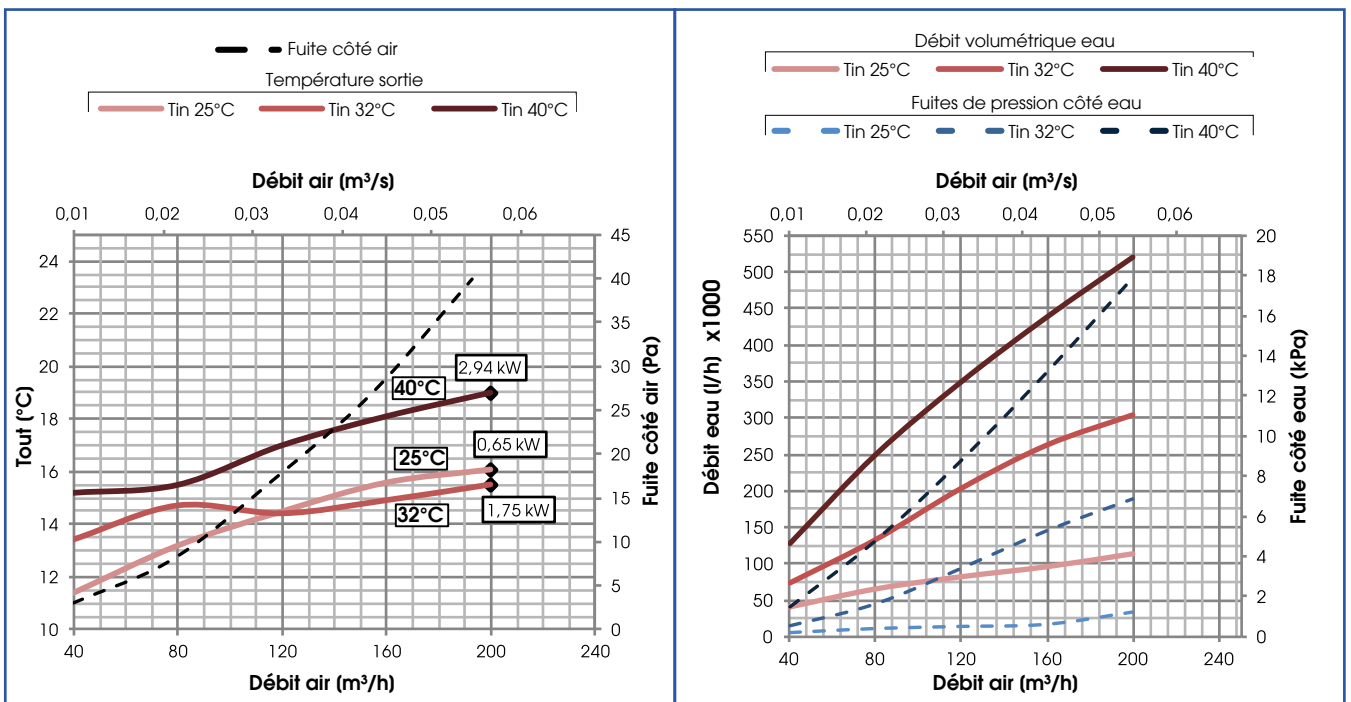 Fuite côté air
Température sortie
Tin 25°C Tin 32°C Tin 40°C
Débit air (m³/s)
0,01 0,02 0,03 0,04 0,05 0,06
Tout (°C)
24
22
20
18
16
14
12
10
45
40
35
30
25
20
15
10
5
0
Fuite côté air (Pa)
2,94 kW
40°C
0,65 kW
25°C
32°C
1,75 kW
40 80 120 160 200 240
Débit air (m³/h)
Débit volumétrique eau
Tin 25°C Tin 32°C Tin 40°C
Fuites de pression côté eau
Tin 25°C Tin 32°C Tin 40°C
Débit air (m³/s)
0,01 0,02 0,03 0,04 0,05 0,06
Débit eau (l/h) x1000
550
500
450
400
350
300
250
200
150
100
50
0
20
18
16
14
12
10
8
6
4
2
0
Fuite côté eau (kPa)
40 80 120 160 200 240
Débit air (m³/h)